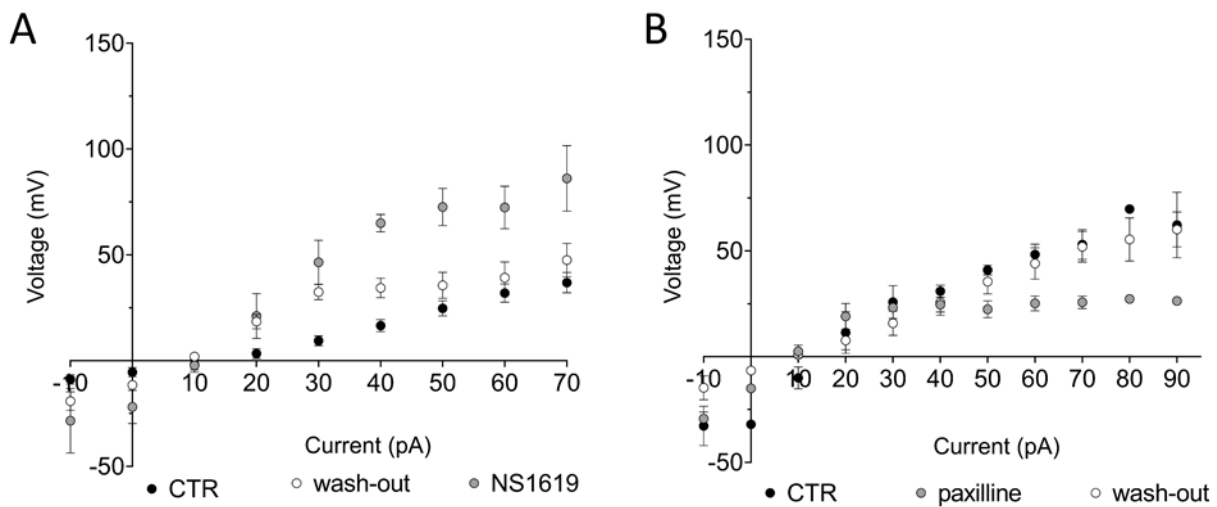 A
150
100
50
-50
Voltage (mV)
-10 10 20 30 40 50 60 70
Current (pA)
CTR wash-out NS1619
B
150
100
50
-50
Voltage (mV)
-10 10 20 30 40 50 60 70 80 90
Current (pA)
CTR paxilline wash-out